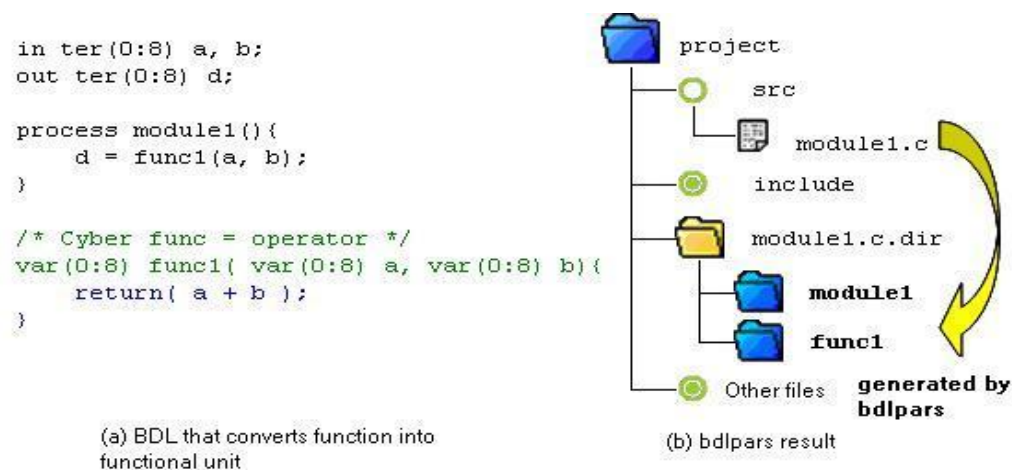 in ter(0:8) a, b;
out ter(0:8) d;
process module1(){
d = func1(a, b);
}
/* Cyber func = operator */
var(0:8) func1( var(0:8) a, var(0:8) b){
return( a + b );
}
(a) BDL that converts function into
functional unit
project
src
module1.c
include
module1.c.dir
module1
func1
Other files
generated by
bdlpars
(b) bdlpars result